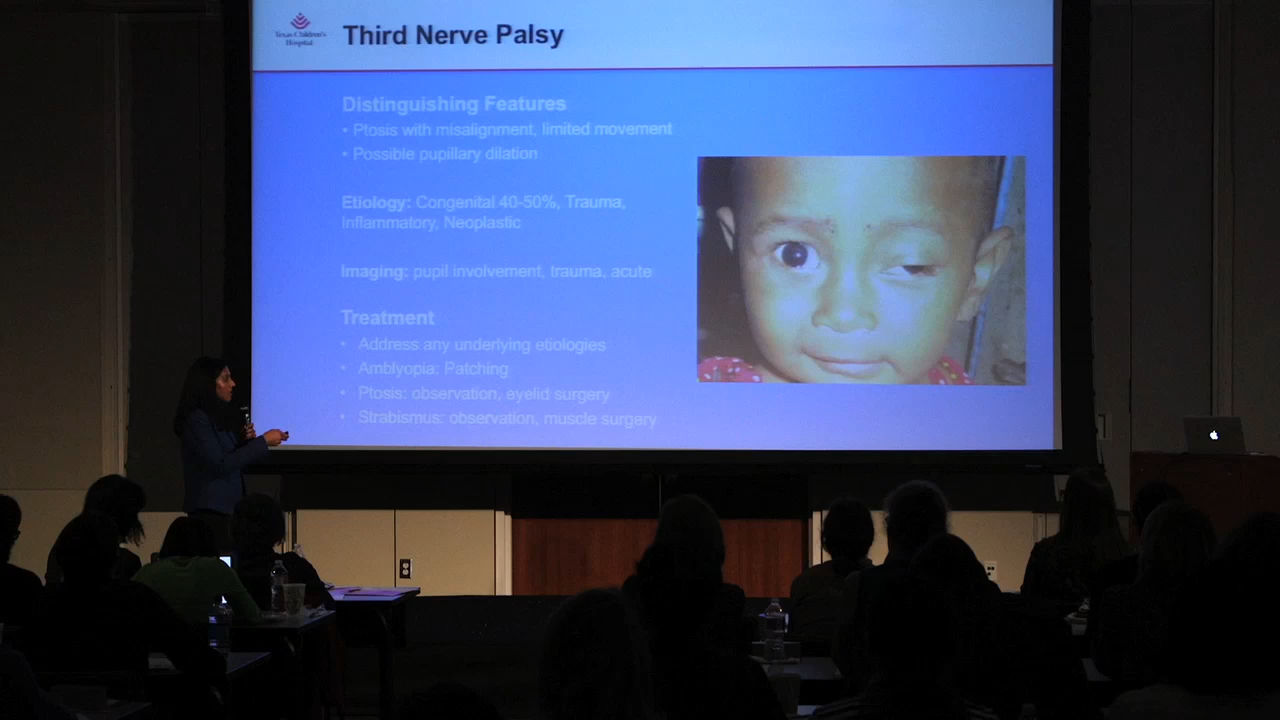 Texas Children's
Hospital
Third Nerve Palsy
Distinguishing Features
• Ptosis with misalignment, limited movement
• Possible pupillary dilation
Etiology: Congenital 40-50%, Trauma,
Inflammatory, Neoplastic
Imaging: pupil involvement, trauma, acute
Treatment
• Address any underlying etiologies
• Amblyopia: Patching
• Ptosis: observation, eyelid surgery
• Strabismus: observation, muscle surgery